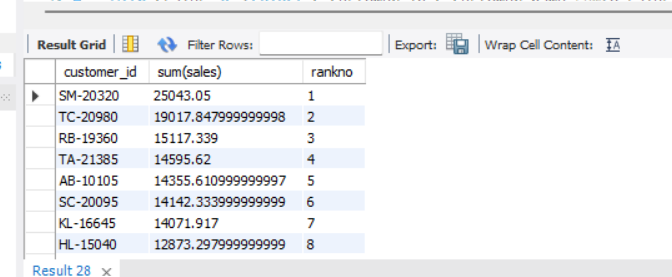 Result Grid Filter Rows: Export: Wrap Cell Content: IA
customer_id sum(sales) rankno
SM-20320 25043.05 1
TC-20980 19017.847999999998 2
RB-19360 15117.339 3
TA-21385 14595.62 4
AB-10105 14355.610999999997 5
SC-20095 14142.333999999999 6
KL-16645 14071.917 7
HL-15040 12873.297999999999 8
Result 28 ×